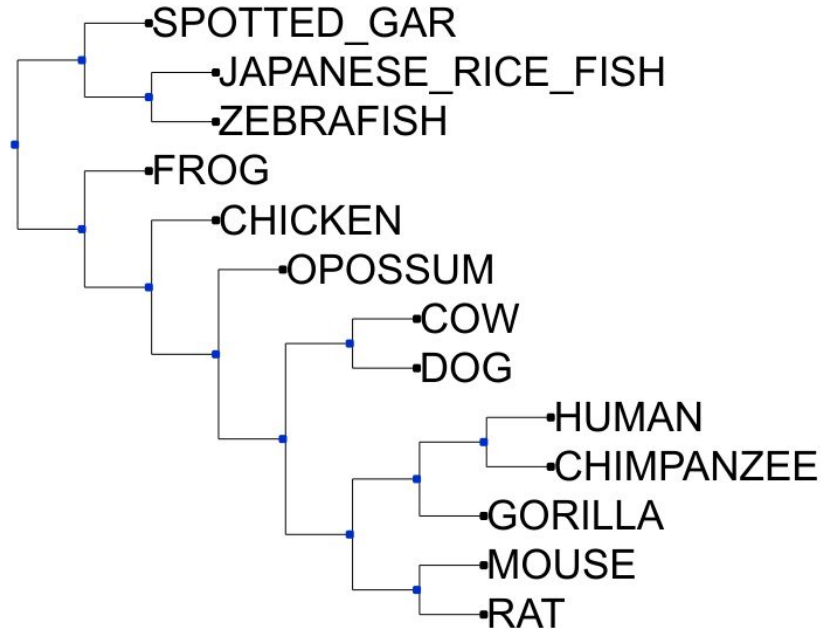 SPOTTED_GAR
JAPANESE_RICE_FISH
ZEBRAFISH
FROG
CHICKEN
OPOSSUM
COW
DOG
HUMAN
CHIMPANZEE
GORILLA
MOUSE
RAT